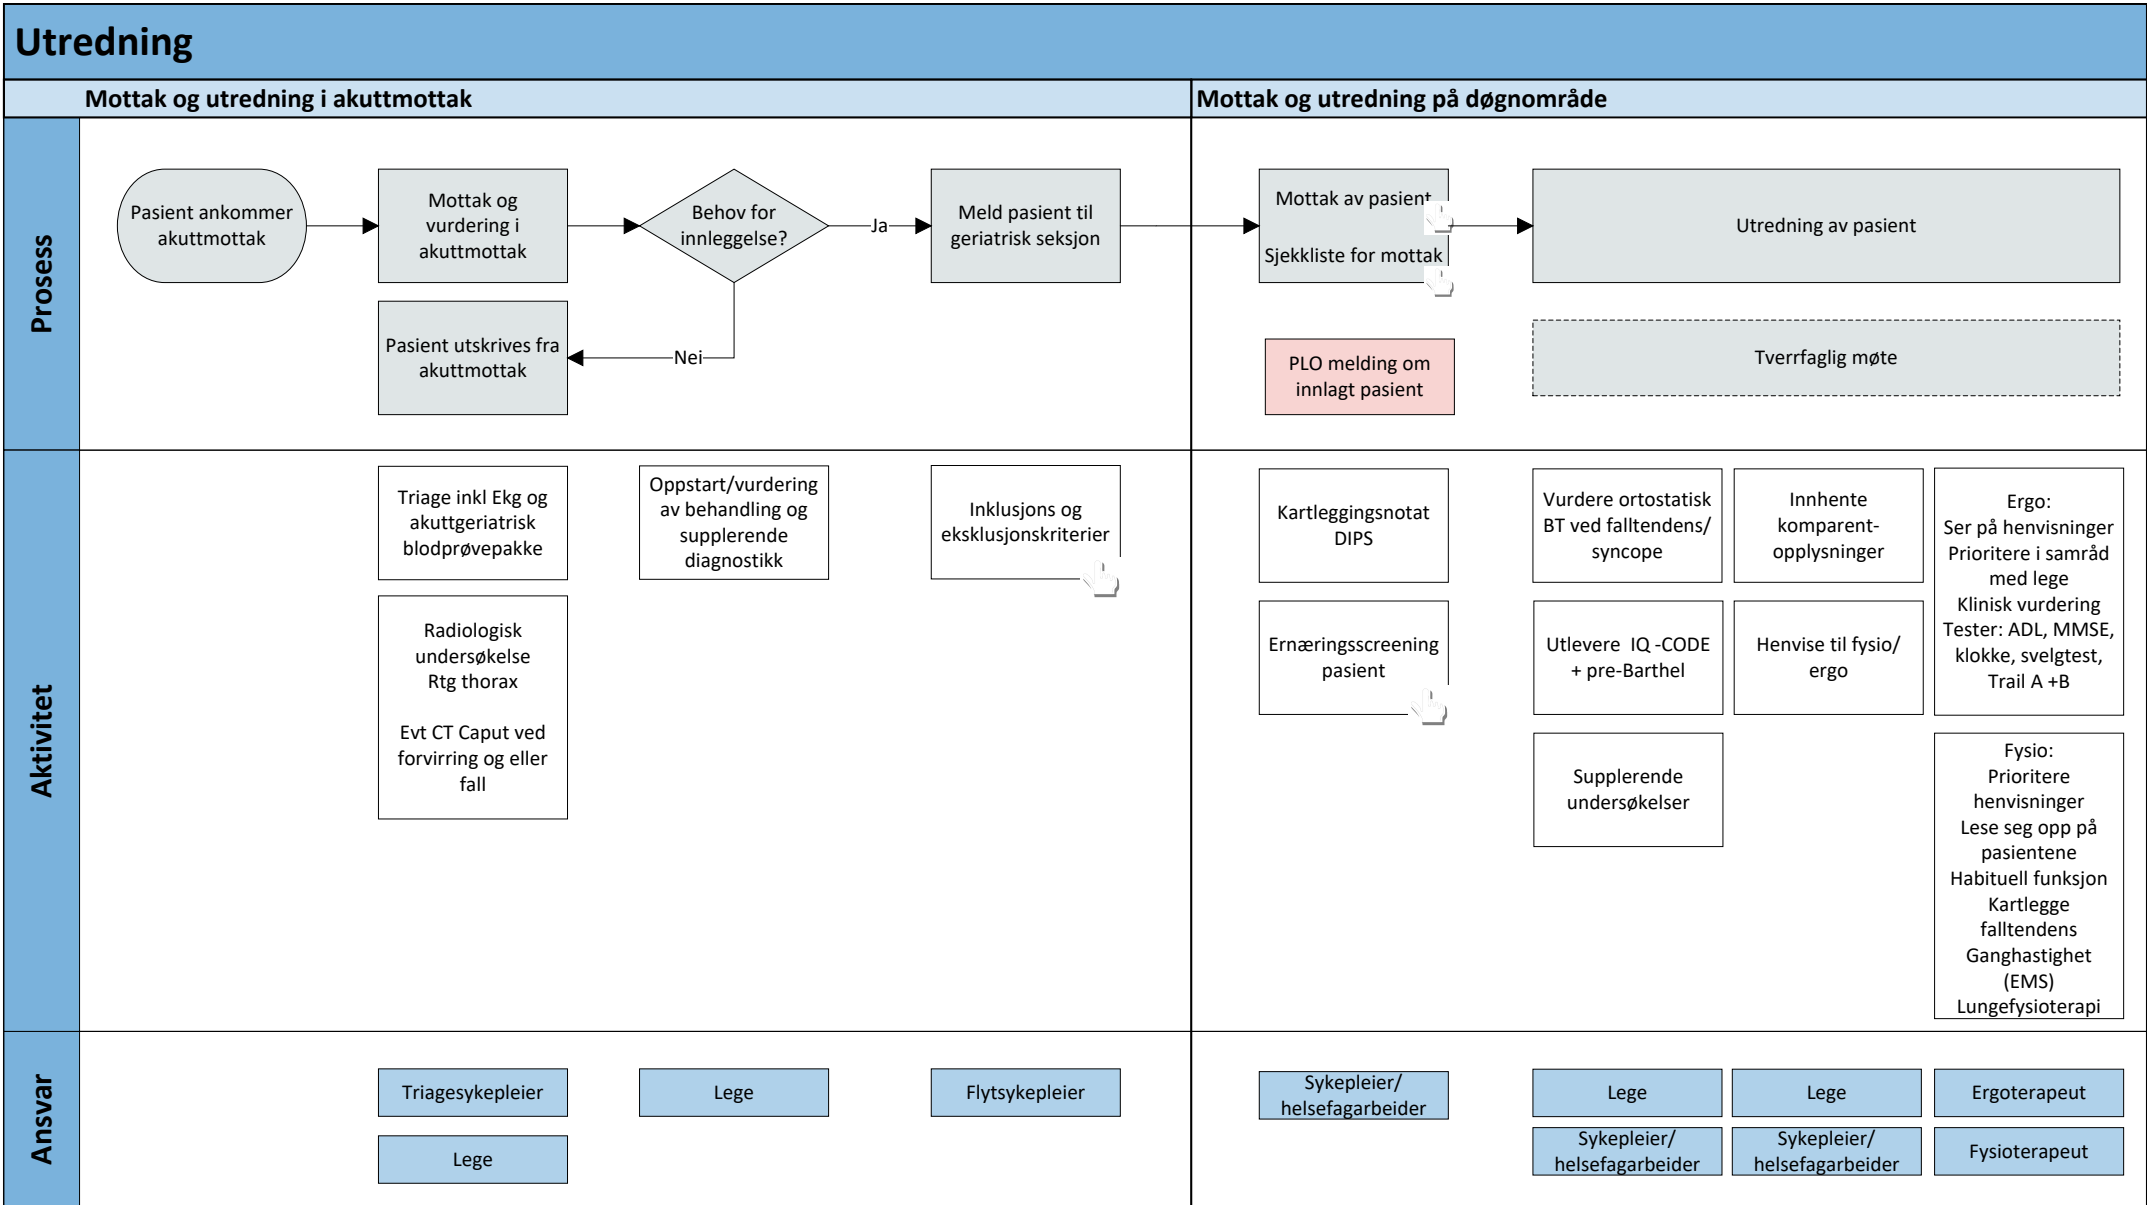 Utredning
Mottak og utredning i akuttmottak
Mottak og utredning på døgnområde
Prosess
Pasient ankommer
akuttmottak
Mottak og
vurdering i
akuttmottak
Behov for
innleggelse?
Ja
Meld pasient til
geriatrisk seksjon
Mottak av pasient
Sjekkliste for mottak
Utredning av pasient
Pasient utskrives fra
akuttmottak
Nei
PLO melding om
innlagt pasient
Tverrfaglig møte
Aktivitet
Triage inkl Ekg og
akuttgeriatrisk
blodprøvepakke
Radiologisk
undersøkelse
Rtg thorax
Evt CT Caput ved
forvirring og eller
fall
Oppstart/vurdering
av behandling og
supplerende
diagnostikk
Inklusjons og
eksklusjonskriterier
Kartleggingsnotat
DIPS
Ernæringsscreening
pasient
Vurdere ortostatisk
BT ved falltendens/
syncope
Utlevere  IQ -CODE
+ pre-Barthel
Supplerende
undersøkelser
Innhente
komparent-
opplysninger
Henvise til fysio/
ergo
Ergo:
Ser på henvisninger
Prioritere i samråd
med lege
Klinisk vurdering
Tester: ADL, MMSE,
klokke, svelgtest,
Trail A +B
Fysio:
Prioritere
henvisninger
Lese seg opp på
pasientene
Habituell funksjon
Kartlegge
falltendens
Ganghastighet
(EMS)
Lungefysioterapi
Ansvar
Triagesykepleier
Lege
Lege
Flytsykepleier
Sykepleier/
helsefagarbeider
Lege
Sykepleier/
helsefagarbeider
Lege
Sykepleier/
helsefagarbeider
Ergoterapeut
Fysioterapeut